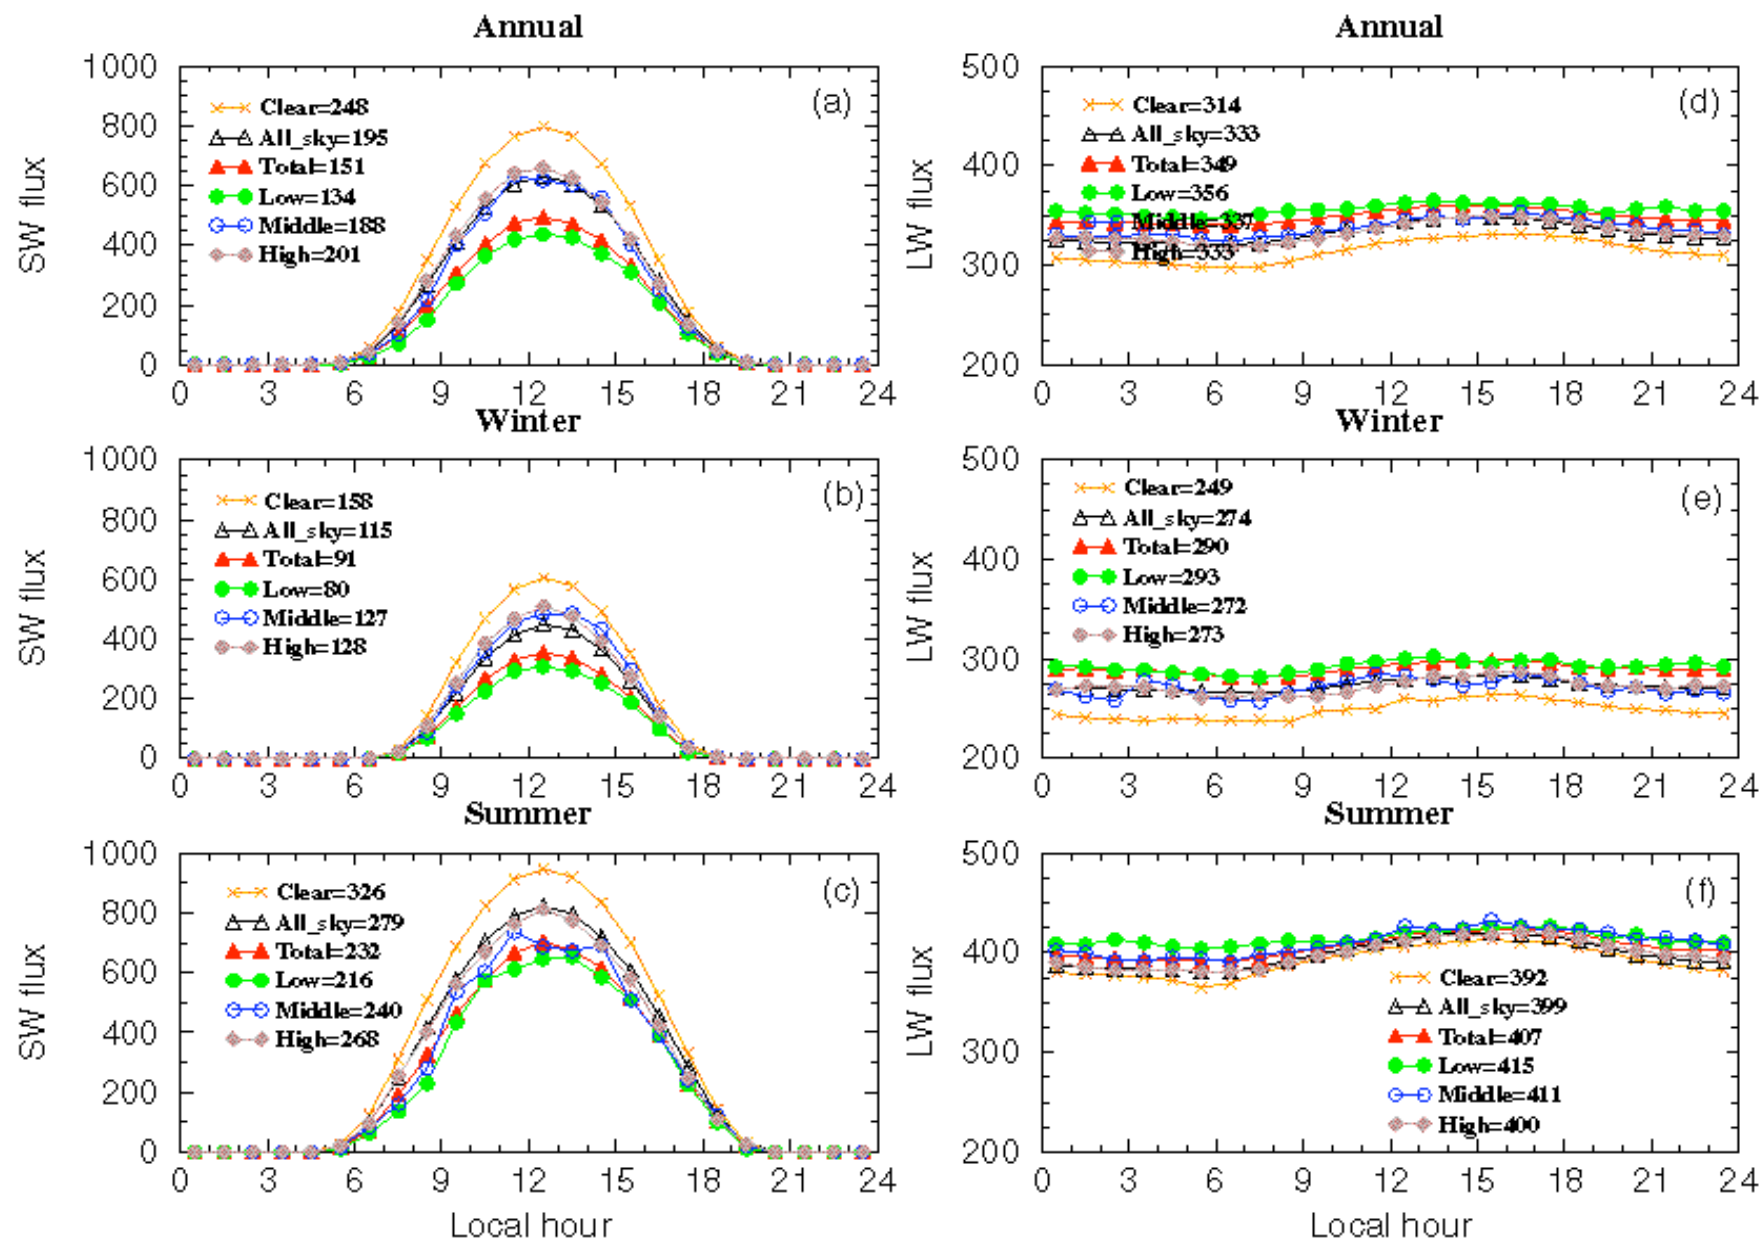 Annual
1000
800
600
400
200
0
SW flux
(a)
Clear=248
All_sky=195
Total=151
Low=134
Middle=188
High=201
0 3 6 9 12 15 18 21 24
Annual
500
400
300
200
LW flux
(d)
Clear=314
All_sky=333
Total=349
Low=356
Middle=337
High=333
0 3 6 9 12 15 18 21 24
Winter
1000
800
600
400
200
0
SW flux
(b)
Clear=158
All_sky=115
Total=91
Low=80
Middle=127
High=128
0 3 6 9 12 15 18 21 24
Winter
500
400
300
200
LW flux
(e)
Clear=249
All_sky=274
Total=290
Low=293
Middle=272
High=273
0 3 6 9 12 15 18 21 24
Summer
1000
800
600
400
200
0
SW flux
(c)
Clear=326
All_sky=279
Total=232
Low=216
Middle=240
High=268
0 3 6 9 12 15 18 21 24
Local hour
Summer
500
400
300
200
LW flux
(f)
Clear=392
All_sky=399
Total=407
Low=415
Middle=411
High=400
0 3 6 9 12 15 18 21 24
Local hour